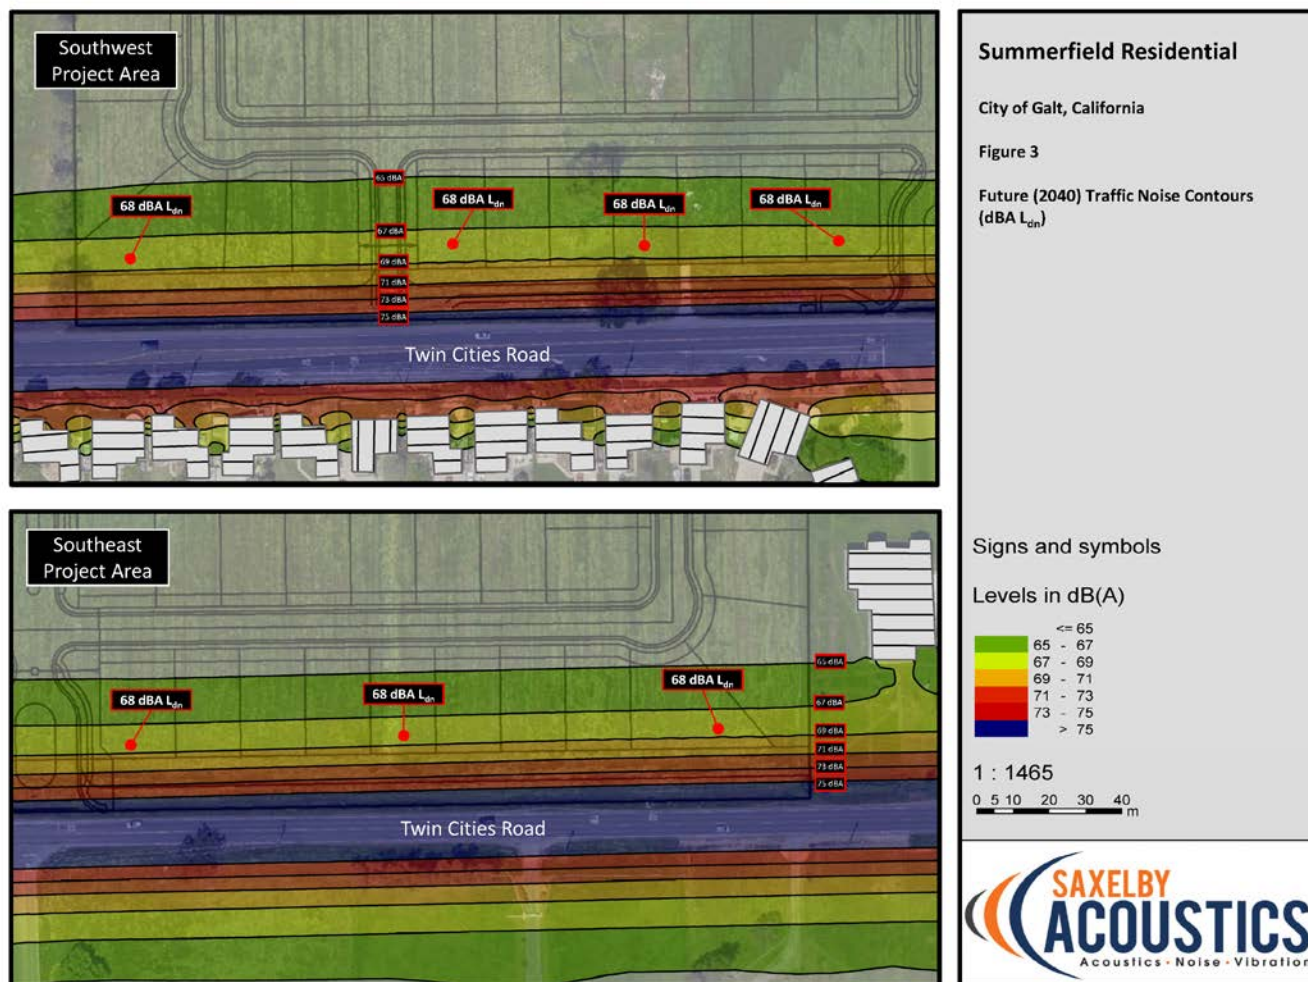 Southwest
Project Area
65 dBA
68 dBA Ldn
68 dBA Ldn
68 dBA Ldn
68 dBA Ldn
67 dBA
69 dBA
71 dBA
73 dBA
75 dBA
Twin Cities Road
Southeast
Project Area
65 dBA
68 dBA Ldn
68 dBA Ldn
68 dBA Ldn
67 dBA
69 dBA
71 dBA
73 dBA
75 dBA
Twin Cities Road
Summerfield Residential
City of Galt, California
Figure 3
Future (2040) Traffic Noise Contours
(dBA Ldn)
Signs and symbols
Levels in dB(A)
<= 65
65 - 67
67 - 69
69 - 71
71 - 73
73 - 75
> 75
1 : 1465
0 5 10 20 30 40
m
SAXELBY
ACOUSTICS
Acoustics · Noise · Vibration